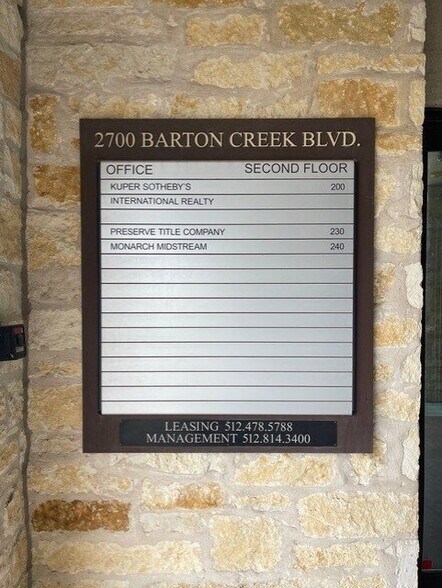 2700 BARTON CREEK BLVD.
OFFICE SECOND FLOOR
KUPER SOTHEBY'S 200
INTERNATIONAL REALTY
PRESERVE TITLE COMPANY 230
MONARCH MIDSTREAM 240
LEASING 512.478.5788
MANAGEMENT 512.814.3400